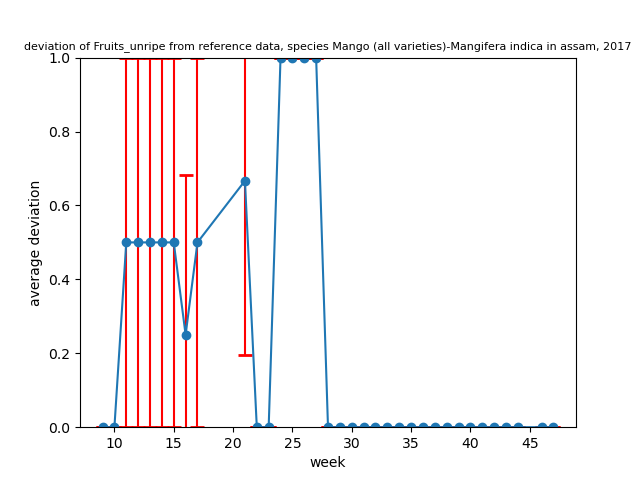 deviation of Fruits_unripe from reference data, species Mango (all varieties)-Mangifera indica in assam, 2017
1.0
0.8
0.6
0.4
0.2
0.0
average deviation
10 15 20 25 30 35 40 45
week